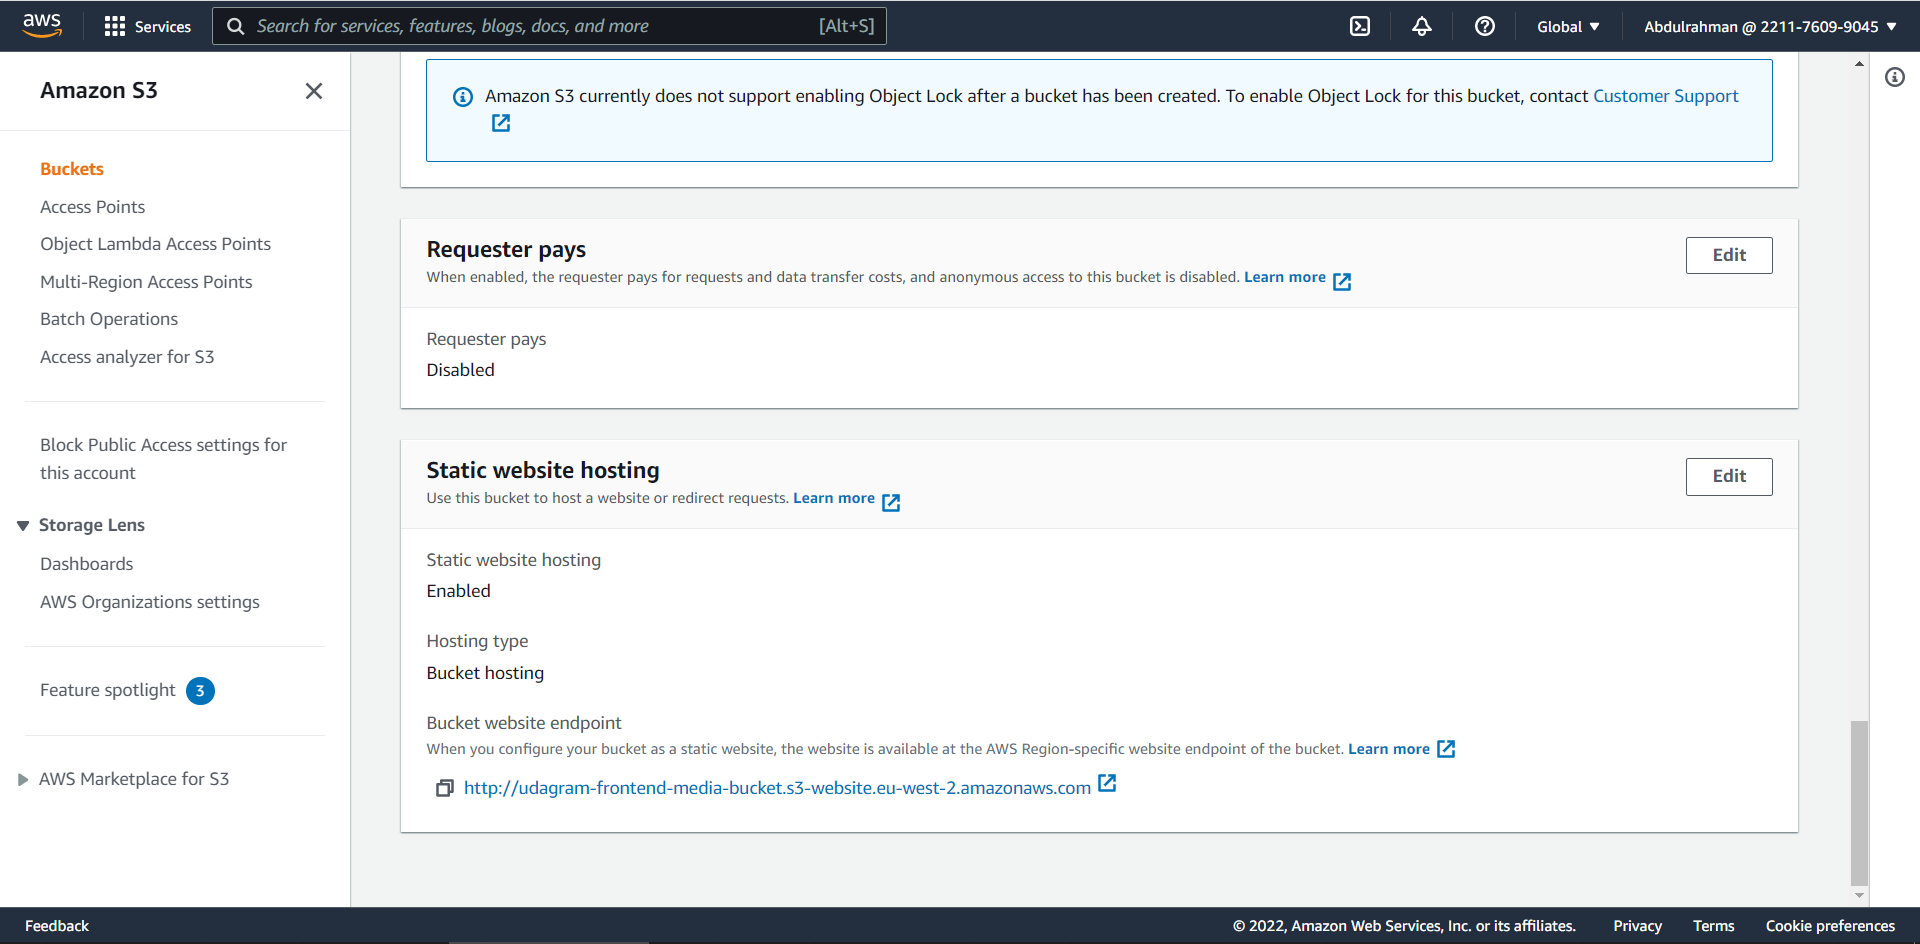 aws
Services
Search for services, features, blogs, docs, and more
[Alt+S]
Global
Abdulrahman @ 2211-7609-9045
Amazon S3
Buckets
Access Points
Object Lambda Access Points
Multi-Region Access Points
Batch Operations
Access analyzer for S3
Block Public Access settings for
this account
Storage Lens
Dashboards
AWS Organizations settings
Feature spotlight 3
AWS Marketplace for S3
Amazon S3 currently does not support enabling Object Lock after a bucket has been created. To enable Object Lock for this bucket, contact Customer Support
Requester pays
Edit
When enabled, the requester pays for requests and data transfer costs, and anonymous access to this bucket is disabled. Learn more
Requester pays
Disabled
Static website hosting
Edit
Use this bucket to host a website or redirect requests. Learn more
Static website hosting
Enabled
Hosting type
Bucket hosting
Bucket website endpoint
When you configure your bucket as a static website, the website is available at the AWS Region-specific website endpoint of the bucket. Learn more
http://udagram-frontend-media-bucket.s3-website.eu-west-2.amazonaws.com
Feedback
© 2022, Amazon Web Services, Inc. or its affiliates.
Privacy
Terms
Cookie preferences